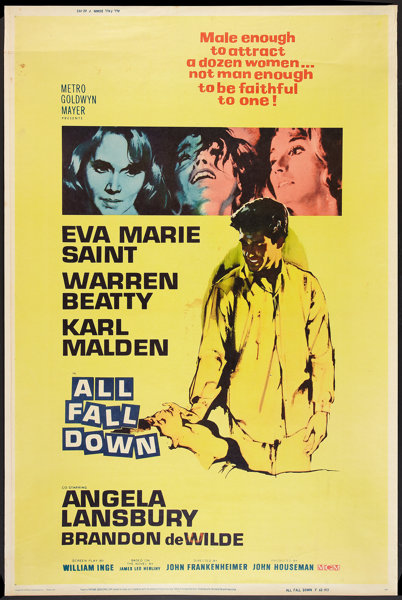 Male enough
to attract
a dozen women...
not man enough
to be faithful
to one!
METRO
GOLDWYN
MAYER
PRESENTS
EVA MARIE
SAINT
WARREN
BEATTY
KARL
MALDEN
IN
ALL
FALL
DOWN
CO-STARRING
ANGELA
LANSBURY
BRANDON deWILDE
SCREEN PLAY BY
WILLIAM INGE
BASED ON
THE NOVEL BY
JAMES LEO HERLIHY
DIRECTED BY
JOHN FRANKENHEIMER
PRODUCED BY
JOHN HOUSEMAN
MGM